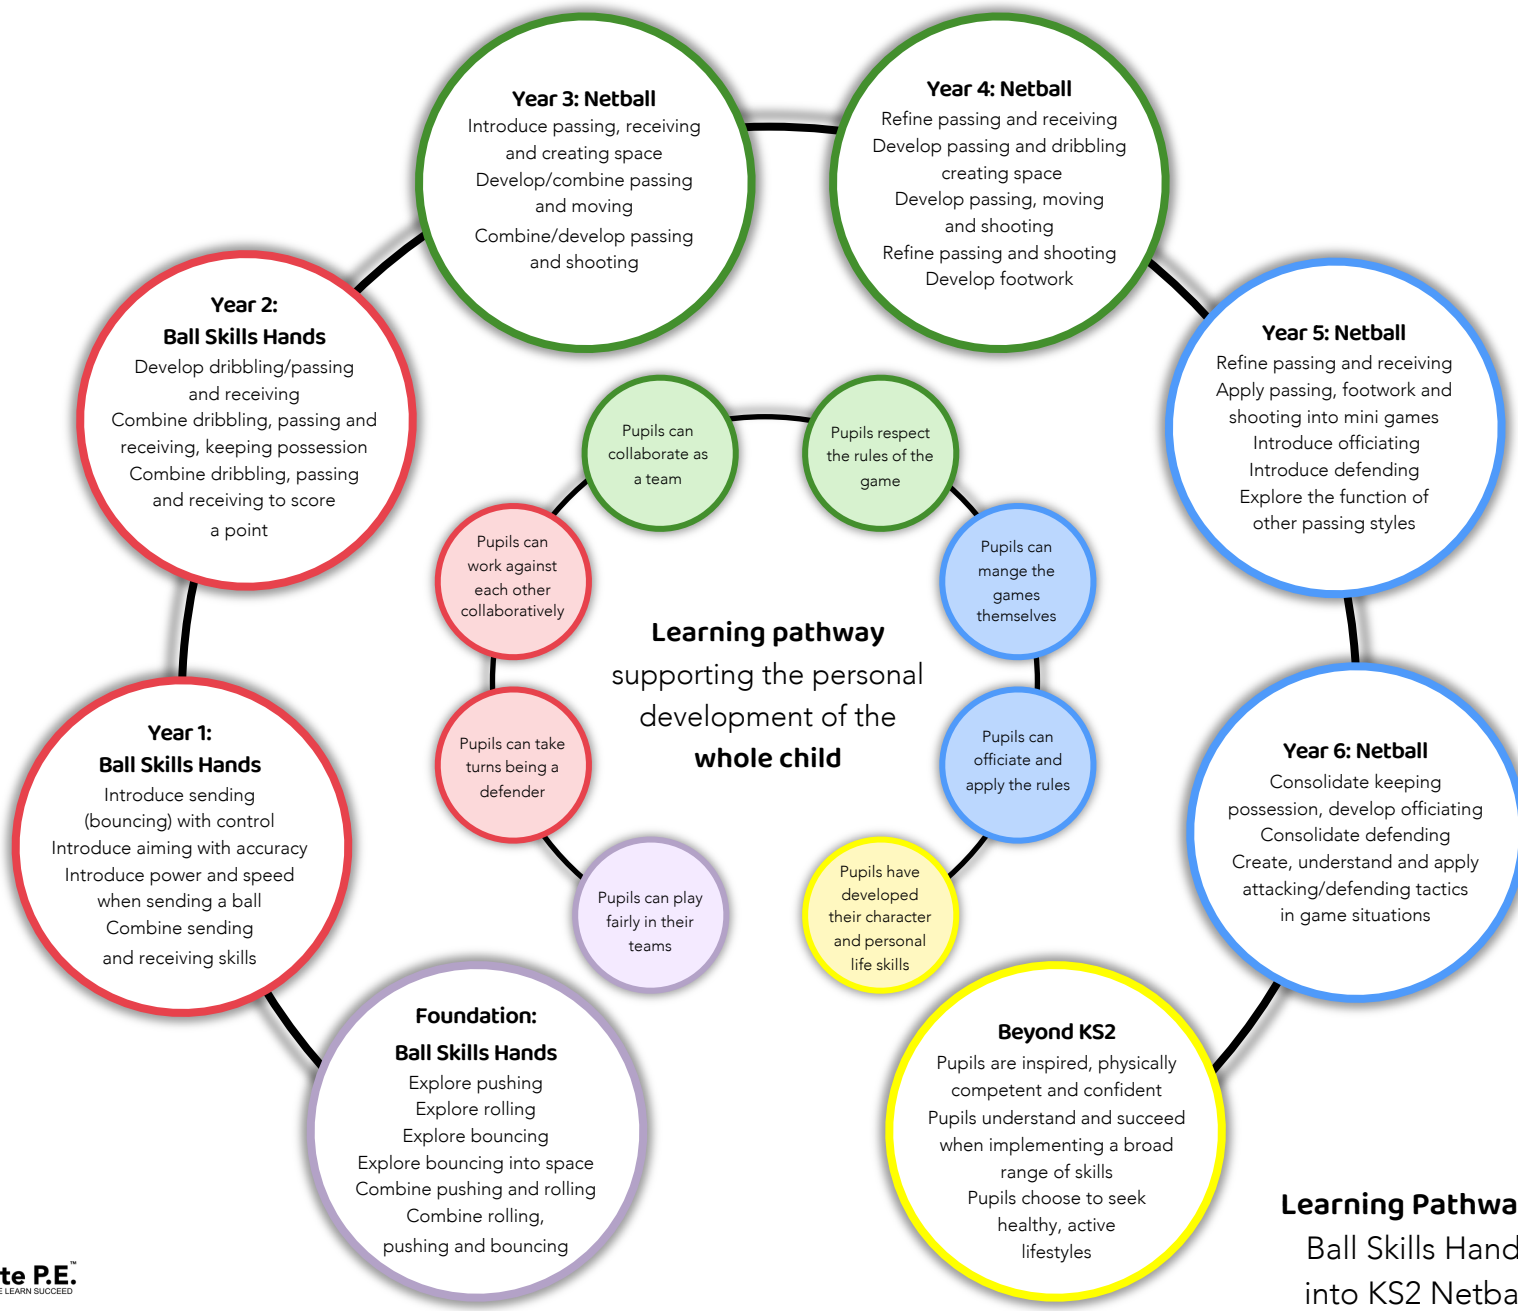 Year 3: Netball
Introduce passing, receiving
and creating space
Develop/combine passing
and moving
Combine/develop passing
and shooting
Year 4: Netball
Refine passing and receiving
Develop passing and dribbling
creating space
Develop passing, moving
and shooting
Refine passing and shooting
Develop footwork
Year 2:
Ball Skills Hands
Develop dribbling/passing
and receiving
Combine dribbling, passing and
receiving, keeping possession
Combine dribbling, passing
and receiving to score
a point
Year 5: Netball
Refine passing and receiving
Apply passing, footwork and
shooting into mini games
Introduce officiating
Introduce defending
Explore the function of
other passing styles
Pupils can
collaborate as
a team
Pupils respect
the rules of the
game
Pupils can
work against
each other
collaboratively
Pupils can
mange the
games
themselves
Learning pathway
supporting the personal
development of the
whole child
Pupils can take
turns being a
defender
Pupils can
officiate and
apply the rules
Pupils can play
fairly in their
teams
Pupils have
developed
their character
and personal
life skills
Year 1:
Ball Skills Hands
Introduce sending
(bouncing) with control
Introduce aiming with accuracy
Introduce power and speed
when sending a ball
Combine sending
and receiving skills
Year 6: Netball
Consolidate keeping
possession, develop officiating
Consolidate defending
Create, understand and apply
attacking/defending tactics
in game situations
Foundation:
Ball Skills Hands
Explore pushing
Explore rolling
Explore bouncing
Explore bouncing into space
Combine pushing and rolling
Combine rolling,
pushing and bouncing
Beyond KS2
Pupils are inspired, physically
competent and confident
Pupils understand and succeed
when implementing a broad
range of skills
Pupils choose to seek
healthy, active
lifestyles
Learning Pathwa
Ball Skills Hand
into KS2 Netba
te P.E.™
E LEARN SUCCEED